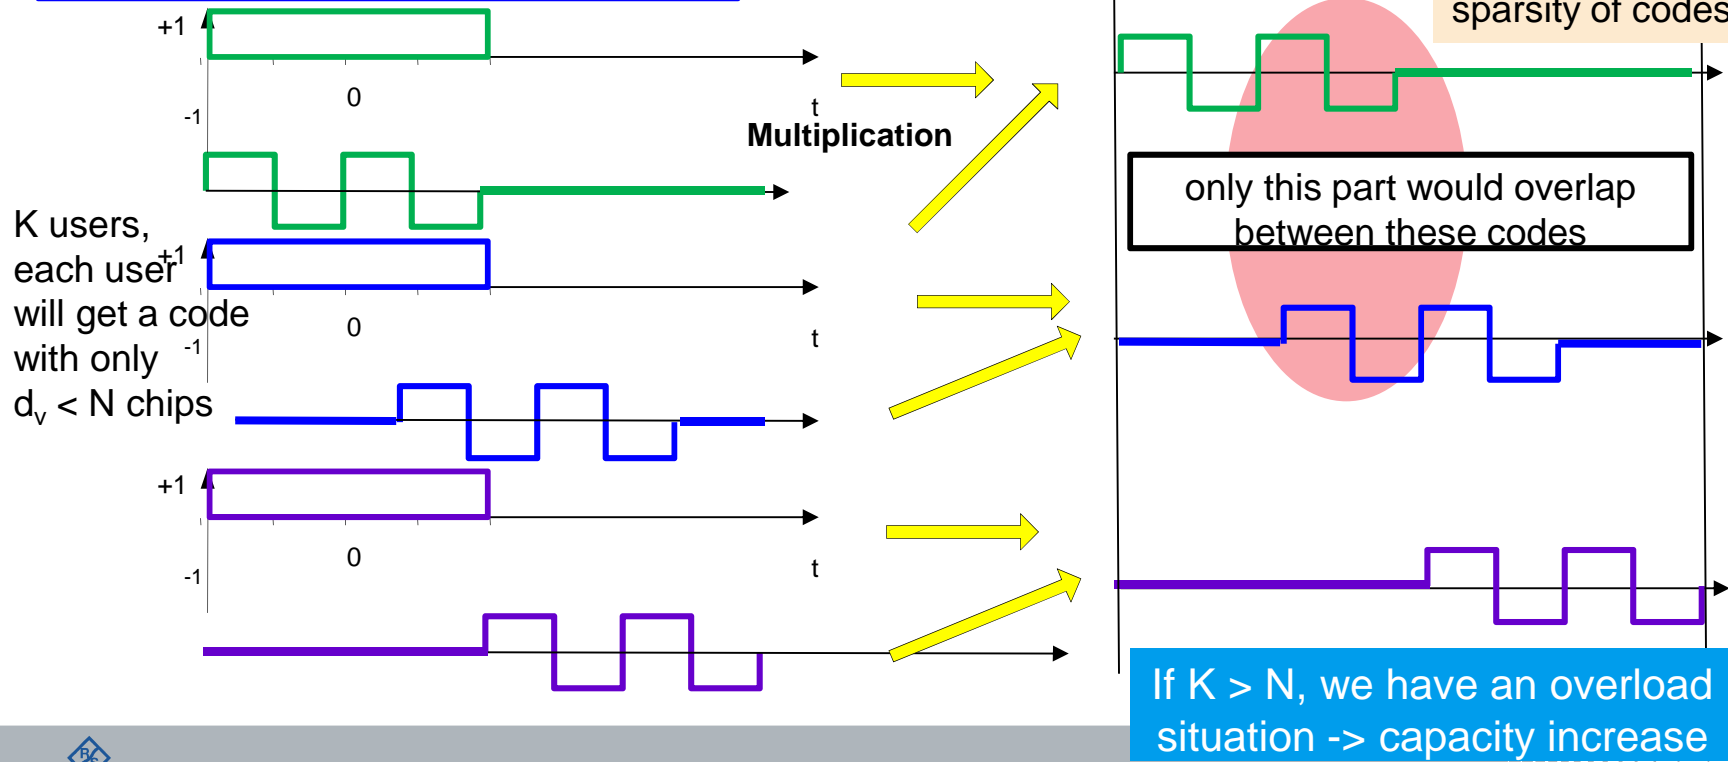 sparsity of codes
+1
0
-1
t
Multiplication
only this part would overlap
between these codes
K users,
each user
will get a code
with only
dᵥ < N chips
+1
0
-1
t
+1
0
-1
t
If K > N, we have an overload
situation -> capacity increase